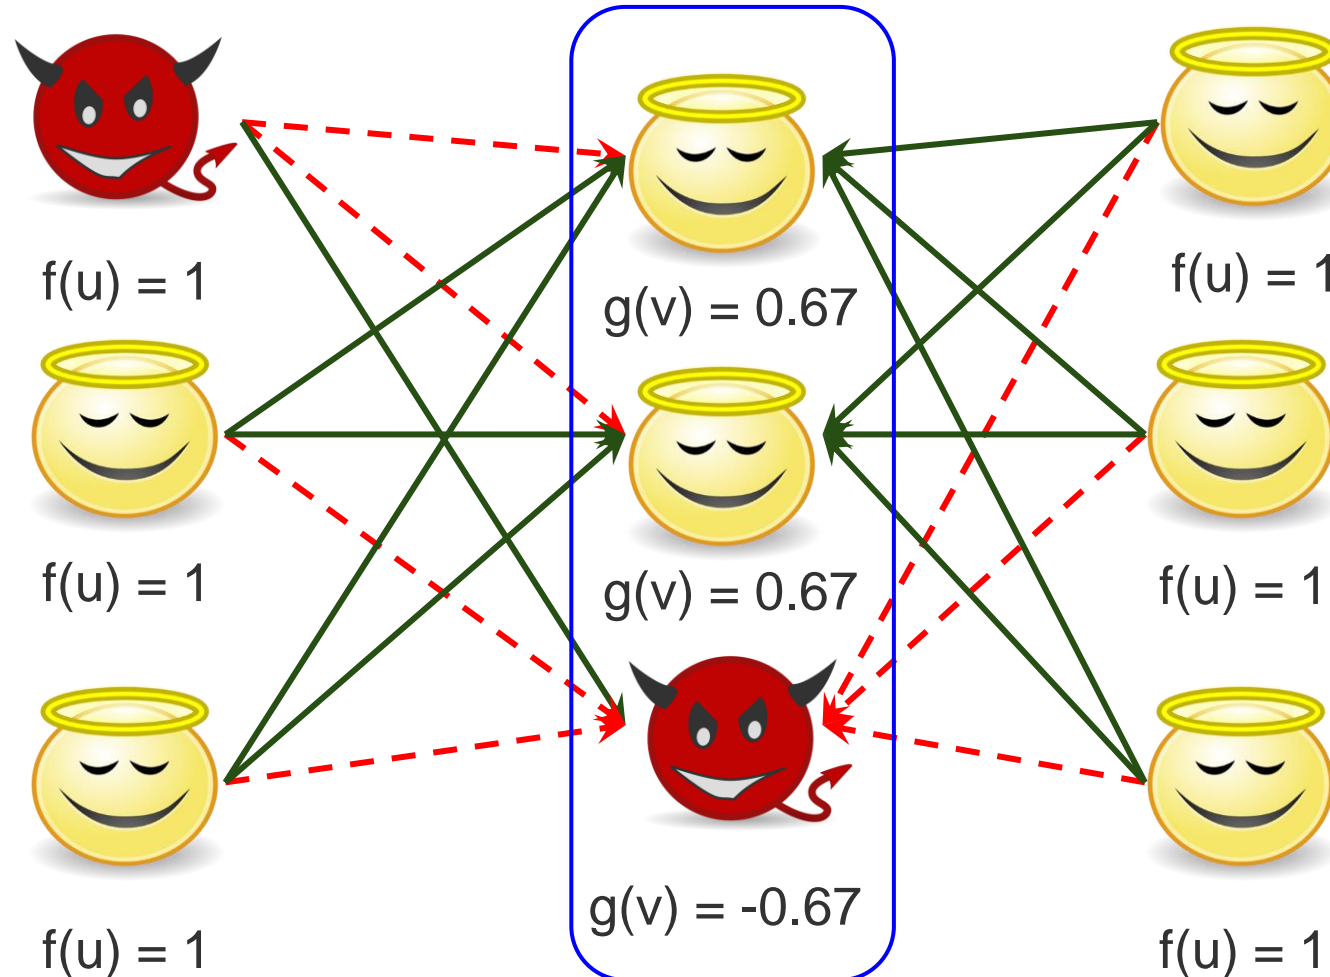 f(u) = 1
g(v) = 0.67
f(u) = 1
f(u) = 1
g(v) = 0.67
f(u) = 1
f(u) = 1
g(v) = -0.67
f(u) = 1